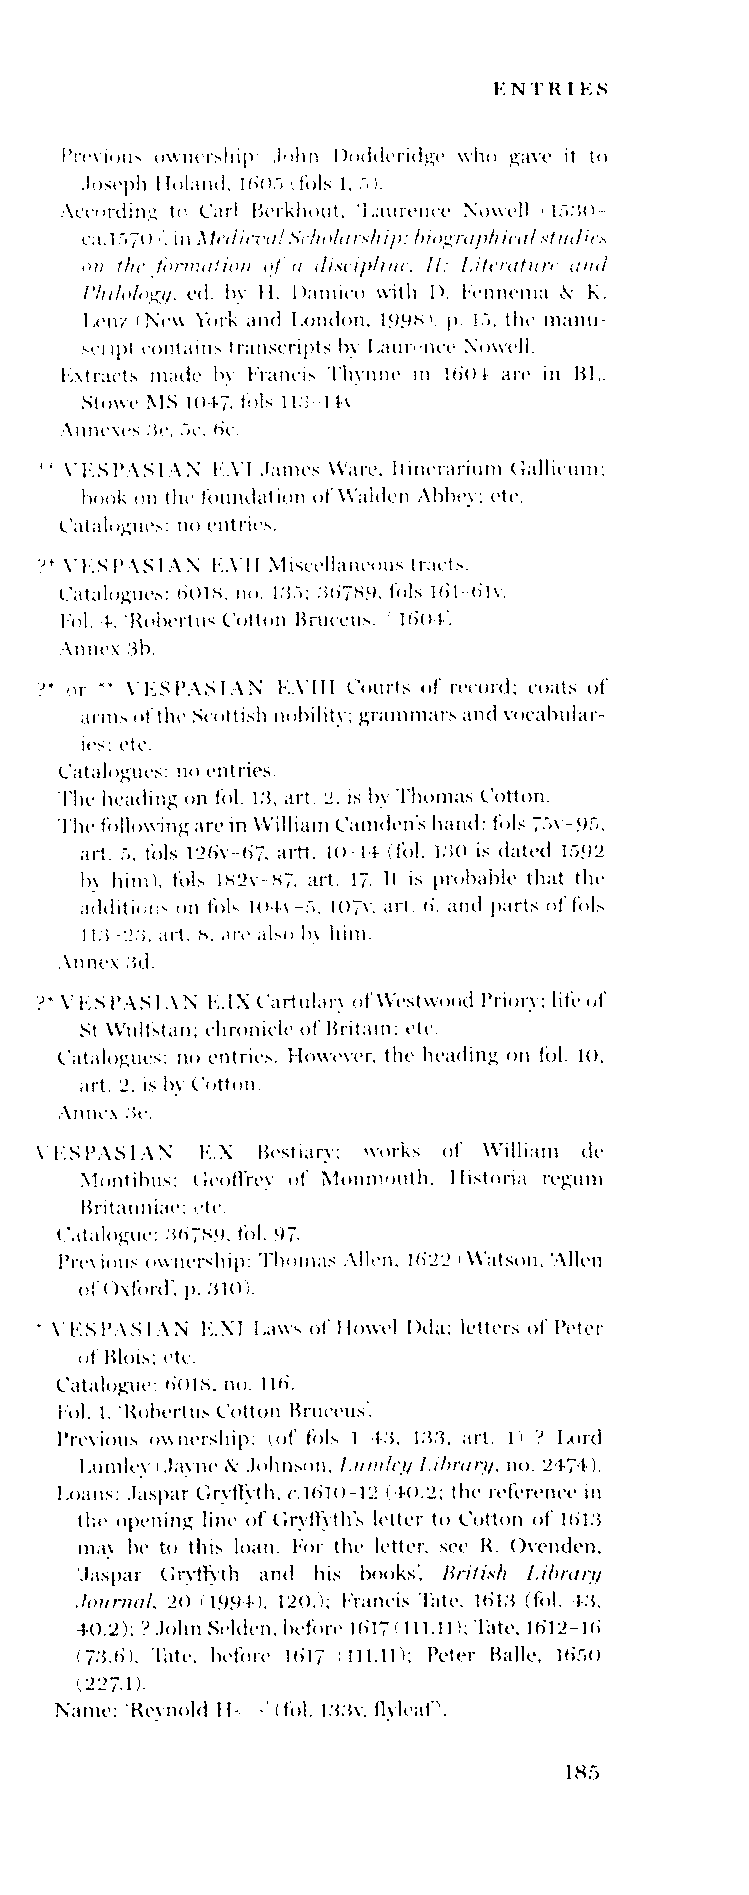 ENTRIES
Previous ownership: John Dodderidge who gave it to
Joseph Holand, 1605 (fols 1, 5).
According to Carl Berkhout, 'Laurence Nowell (1530–
ca.1570)', in Medieval Scholarship: biographical studies
on the formation of a discipline, II: Literature and
Philology, ed. by H. Damico with D. Fennema & K.
Lenz (New York and London, 1998), p. 15, the manu-
script contains transcripts by Laurence Nowell.
Extracts made by Francis Thynne in 1604 are in BL,
Stowe MS 1047, fols 113–14v
Annexes 3e, 5c, 6c.
** VESPASIAN E.VI James Ware, Itinerarium Gallicum;
book on the foundation of Walden Abbey; etc.
Catalogues: no entries.
?* VESPASIAN E.VII Miscellaneous tracts.
Catalogues: 6018, no. 135; 36789, fols 161–61v.
Fol. 4, 'Robertus Cotton Bruceus, / 1604'.
Annex 3b.
?* or ** VESPASIAN E.VIII Courts of record; coats of
arms of the Scottish nobility; grammars and vocabular-
ies; etc.
Catalogues: no entries.
The heading on fol. 13, art. 2, is by Thomas Cotton.
The following are in William Camden's hand: fols 75v–95,
art. 5, fols 126v–67, artt. 10–14 (fol. 130 is dated 1592
by him), fols 182v–87, art. 17. It is probable that the
additions on fols 104v–5, 107v, art. 6, and parts of fols
113–23, art. 8, are also by him.
Annex 3d.
?* VESPASIAN E.IX Cartulary of Westwood Priory; life of
St Wulfstan; chronicle of Britain; etc.
Catalogues: no entries. However, the heading on fol. 10,
art. 2, is by Cotton.
Annex 3e.
VESPASIAN E.X Bestiary; works of William de
Montibus; Geoffrey of Monmouth, Historia regum
Britanniae; etc.
Catalogue: 36789, fol. 97.
Previous ownership: Thomas Allen, 1622 (Watson, 'Allen
of Oxford', p. 310).
* VESPASIAN E.XI Laws of Howel Dda; letters of Peter
of Blois; etc.
Catalogue: 6018, no. 116.
Fol. 1, 'Robertus Cotton Bruceus'.
Previous ownership: (of fols 1–43, 133, art. 1) ? Lord
Lumley (Jayne & Johnson, Lumley Library, no. 2474).
Loans: Jaspar Gryffyth, c.1610–12 (40.2; the reference in
the opening line of Gryffyth's letter to Cotton of 1613
may be to this loan. For the letter, see R. Ovenden,
'Jaspar Gryffyth and his books', British Library
Journal, 20 (1994), 120.); Francis Tate, 1613 (fol. 43,
40.2); ? John Selden, before 1617 (111.11); Tate, 1612–16
(73.6), Tate, before 1617 (111.11); Peter Balle, 1650
(227.1).
Name: 'Reynold H- -' (fol. 133v, flyleaf).
185